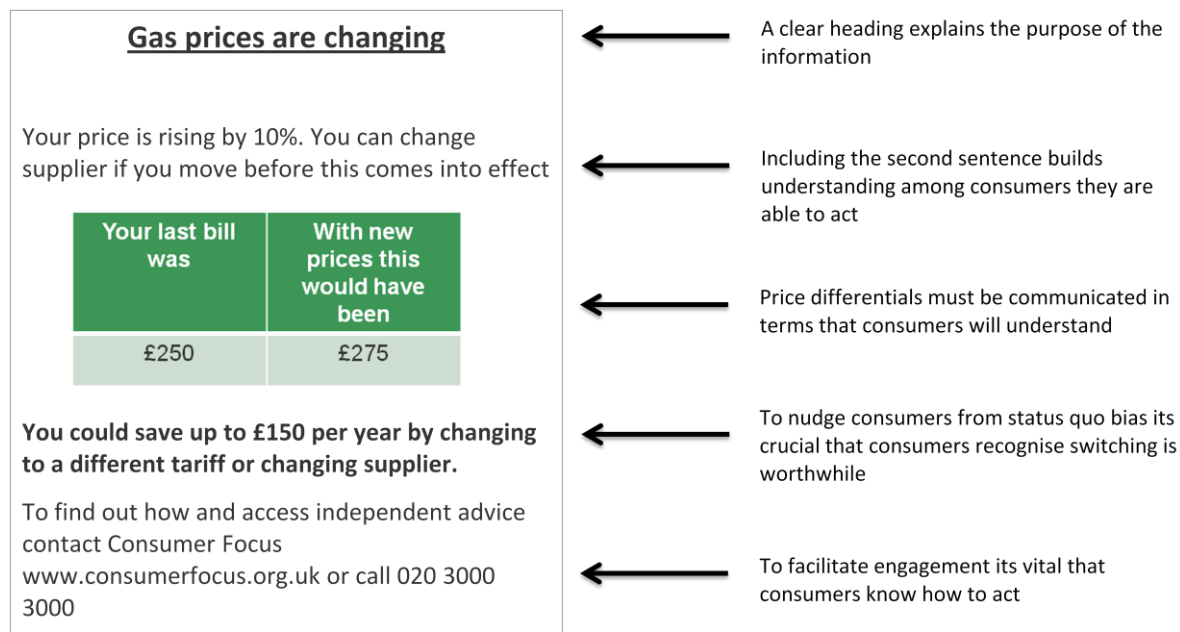 Gas prices are changing
A clear heading explains the purpose of the
information
Your price is rising by 10%. You can change
supplier if you move before this comes into effect
Including the second sentence builds
understanding among consumers they are
able to act
Your last bill
was
With new
prices this
would have
been
£250
£275
Price differentials must be communicated in
terms that consumers will understand
You could save up to £150 per year by changing
to a different tariff or changing supplier.
To nudge consumers from status quo bias its
crucial that consumers recognise switching is
worthwhile
To find out how and access independent advice
contact Consumer Focus
www.consumerfocus.org.uk or call 020 3000
3000
To facilitate engagement its vital that
consumers know how to act